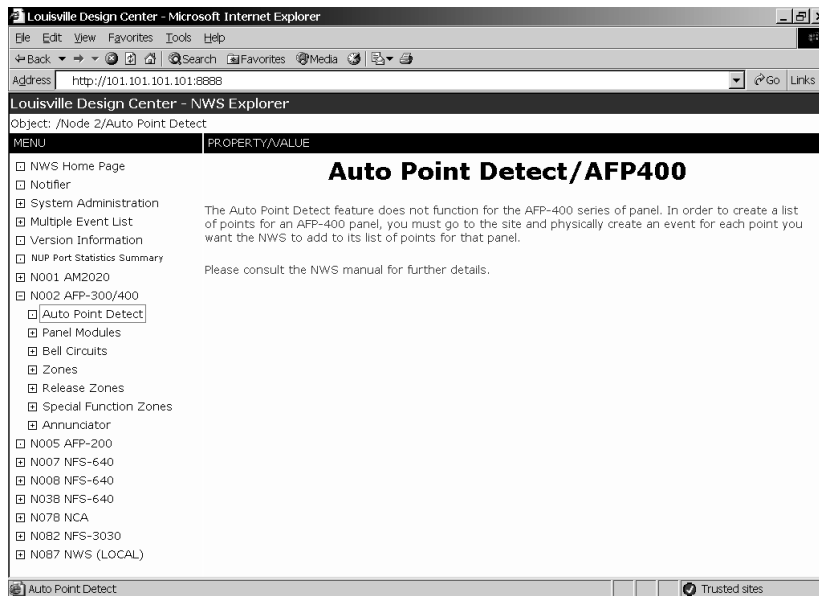 Louisville Design Center - Microsoft Internet Explorer
File Edit View Favorites Tools Help
Back Search Favorites Media
Address http://101.101.101.101:8888 Go Links
Louisville Design Center - NWS Explorer
Object: /Node 2/Auto Point Detect
MENU PROPERTY/VALUE
NWS Home Page
Notifier
System Administration
Multiple Event List
Version Information
NUP Port Statistics Summary
N001 AM2020
N002 AFP-300/400
Auto Point Detect
Panel Modules
Bell Circuits
Zones
Release Zones
Special Function Zones
Annunciator
N005 AFP-200
N007 NFS-640
N008 NFS-640
N038 NFS-640
N078 NCA
N082 NFS-3030
N087 NWS (LOCAL)
Auto Point Detect/AFP400
The Auto Point Detect feature does not function for the AFP-400 series of panel. In order to create a list
of points for an AFP-400 panel, you must go to the site and physically create an event for each point you
want the NWS to add to its list of points for that panel.
Please consult the NWS manual for further details.
Auto Point Detect Trusted sites